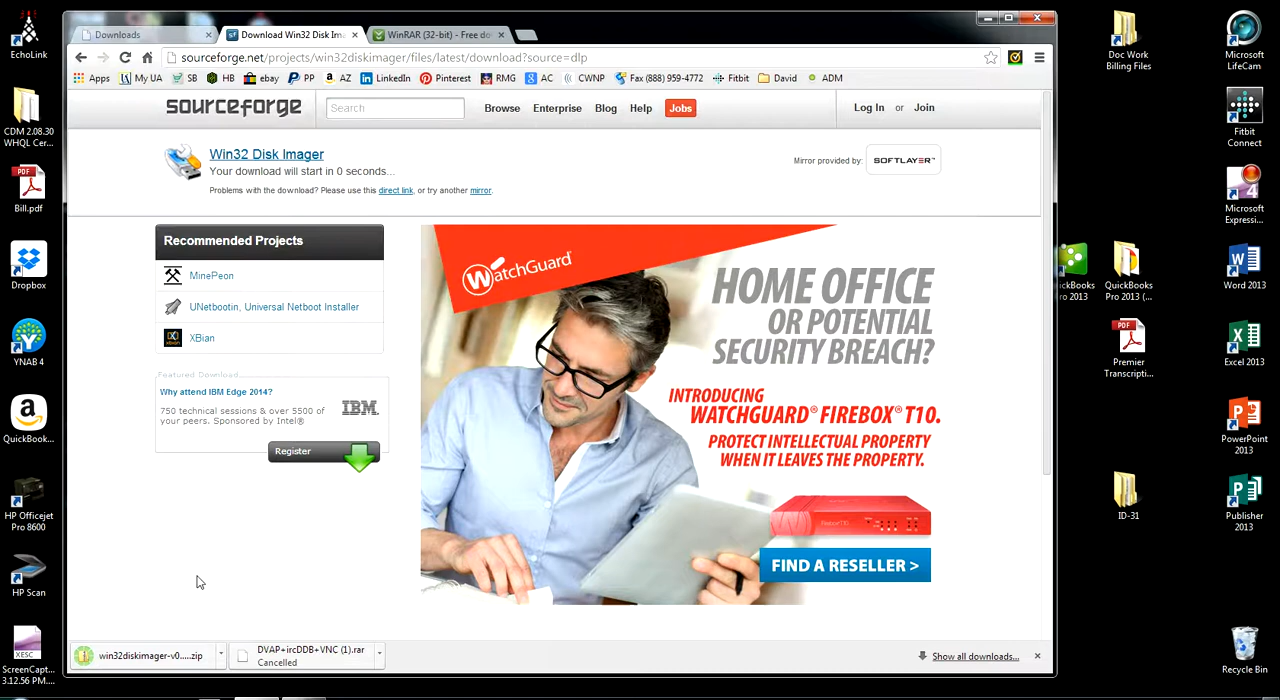 EchoLink
CDM 2.08.30
WHQL Cer...
Bill.pdf
Dropbox
YNAB 4
QuickBook...
HP Officejet
Pro 8600
HP Scan
ScreenCapt...
3.12.56 PM....
Downloads
Download Win32 Disk Im
WinRAR (32-bit) - Free do
sourceforge.net/projects/win32diskimager/files/latest/download?source=dlp
Apps
My UA
SB
HB
ebay
PP
AZ
LinkedIn
Pinterest
RMG
AC
CWNP
Fax (888) 959-4772
Fitbit
David
ADM
sourceforge
Search
Browse
Enterprise
Blog
Help
Jobs
Log In or Join
Win32 Disk Imager
Your download will start in 0 seconds...
Problems with the download? Please use this direct link, or try another mirror.
Mirror provided by:
SOFTLAYER™
Recommended Projects
MinePeon
UNetbootin, Universal Netboot Installer
XBian
Featured Download
Why attend IBM Edge 2014?
750 technical sessions & over 5500 of
your peers. Sponsored by Intel®
IBM.
Register
WatchGuard
HOME OFFICE
OR POTENTIAL
SECURITY BREACH?
INTRODUCING
WATCHGUARD® FIREBOX® T10.
PROTECT INTELLECTUAL PROPERTY
WHEN IT LEAVES THE PROPERTY.
FIND A RESELLER >
win32diskimager-v0.....zip
DVAP+ircDDB+VNC (1).rar
Cancelled
Show all downloads...
Doc Work
Billing Files
ckBooks
ro 2013
QuickBooks
Pro 2013 (...
PDF
Premier
Transcripti...
ID-31
Microsoft
LifeCam
Fitbit
Connect
Microsoft
Expressi...
Word 2013
Excel 2013
PowerPoint
2013
Publisher
2013
Recycle Bin